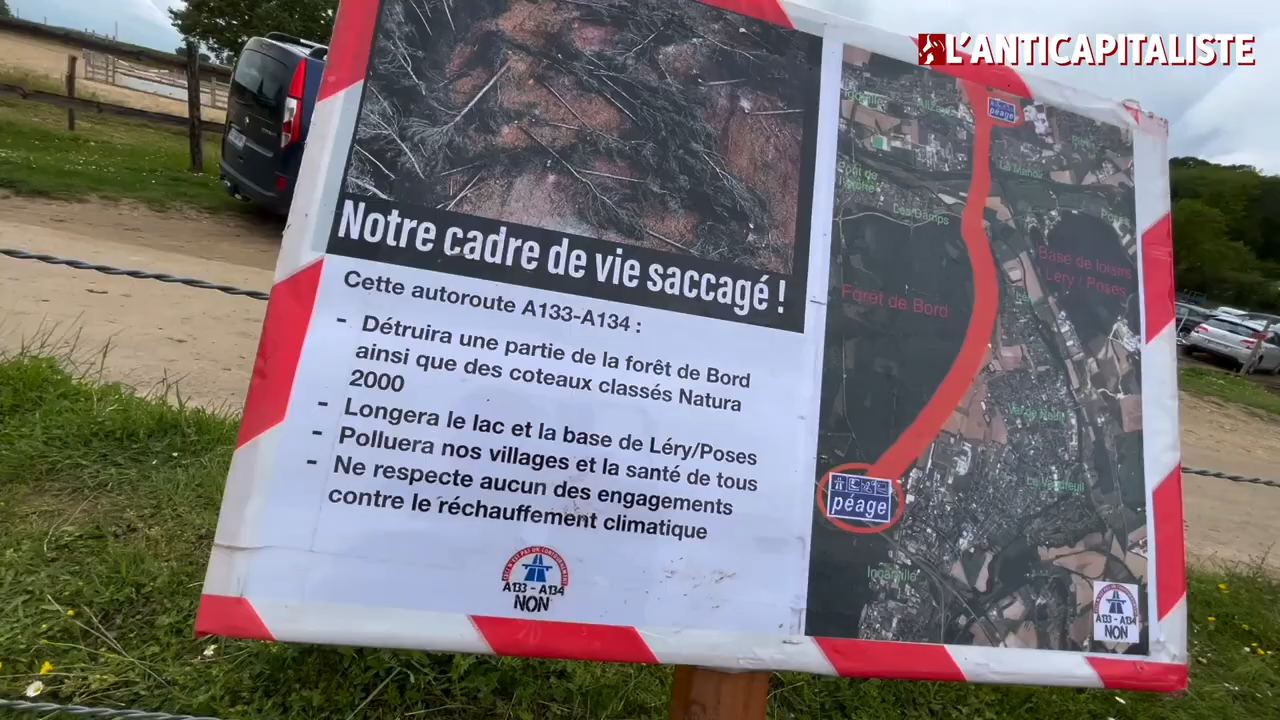 L'ANTICAPITALISTE
Notre cadre de vie saccagé !
Cette autoroute A133-A134 :
- Détruira une partie de la forêt de Bord
ainsi que des coteaux classés Natura
2000
- Longera le lac et la base de Léry/Poses
- Polluera nos villages et la santé de tous
- Ne respecte aucun des engagements
contre le réchauffement climatique
A133 - A134
NON
péage
Les Damps
Base de loisirs
Léry / Poses
Forêt de Bord
péage
A133 - A134
NON